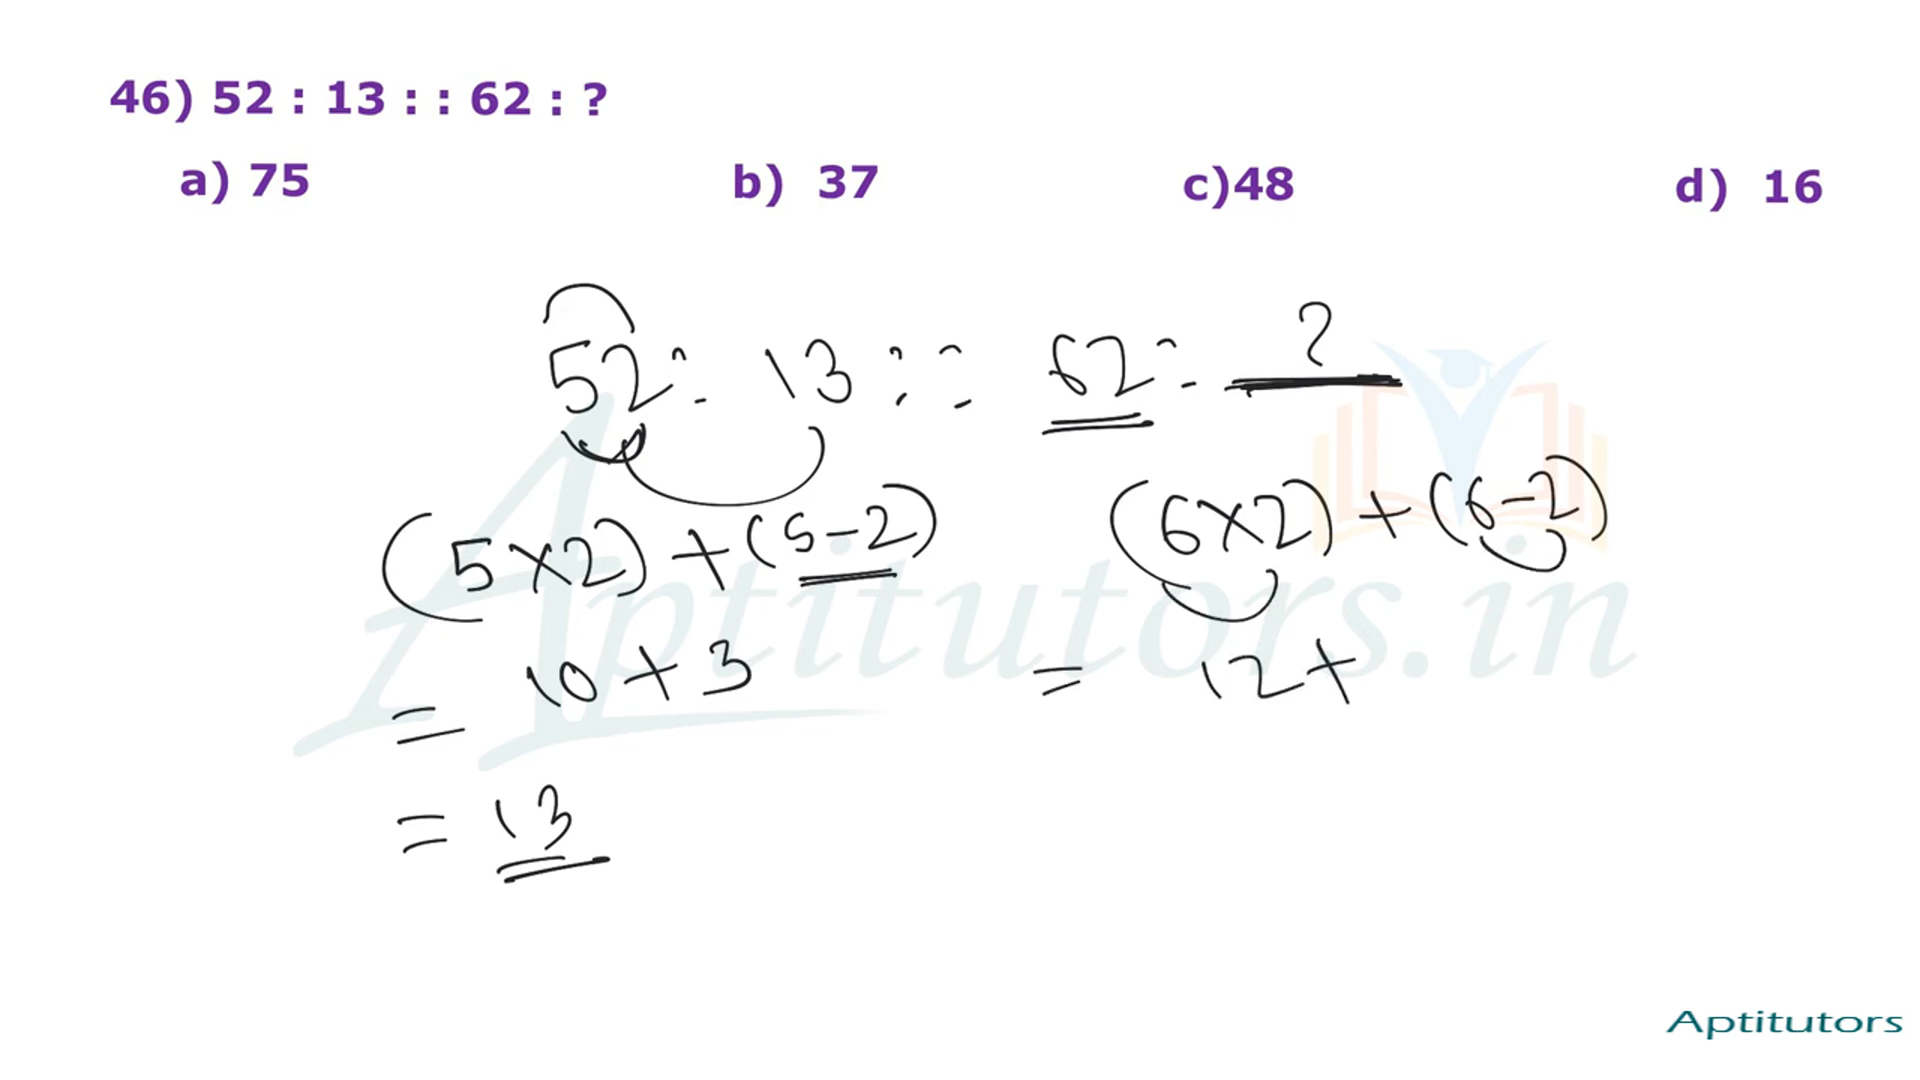 46) 52 : 13 : : 62 : ?
a) 75 b) 37 c)48 d) 16
52 : 13 : : 62 : ?
(5×2) + (5-2) (6×2) + (6-2)
= 10 + 3 = 12 +
= 13
Aptitutors.in
Aptitutors